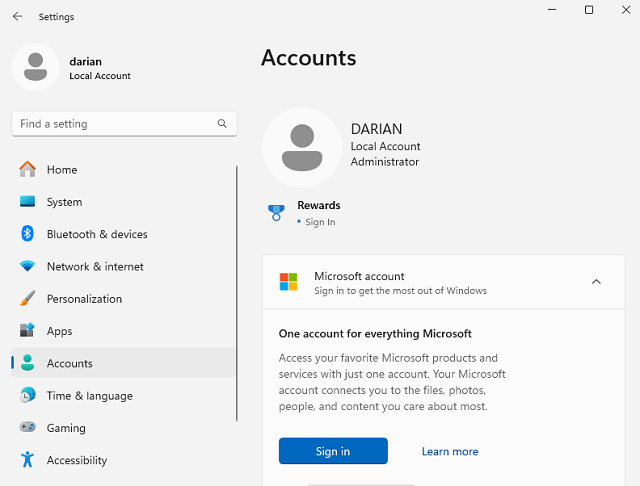 Settings
darian
Local Account
Find a setting
Home
System
Bluetooth & devices
Network & internet
Personalization
Apps
Accounts
Time & language
Gaming
Accessibility
Accounts
DARIAN
Local Account
Administrator
Rewards
• Sign In
Microsoft account
Sign in to get the most out of Windows
One account for everything Microsoft
Access your favorite Microsoft products and
services with just one account. Your Microsoft
account connects you to the files, photos,
people, and content you care about most.
Sign in
Learn more